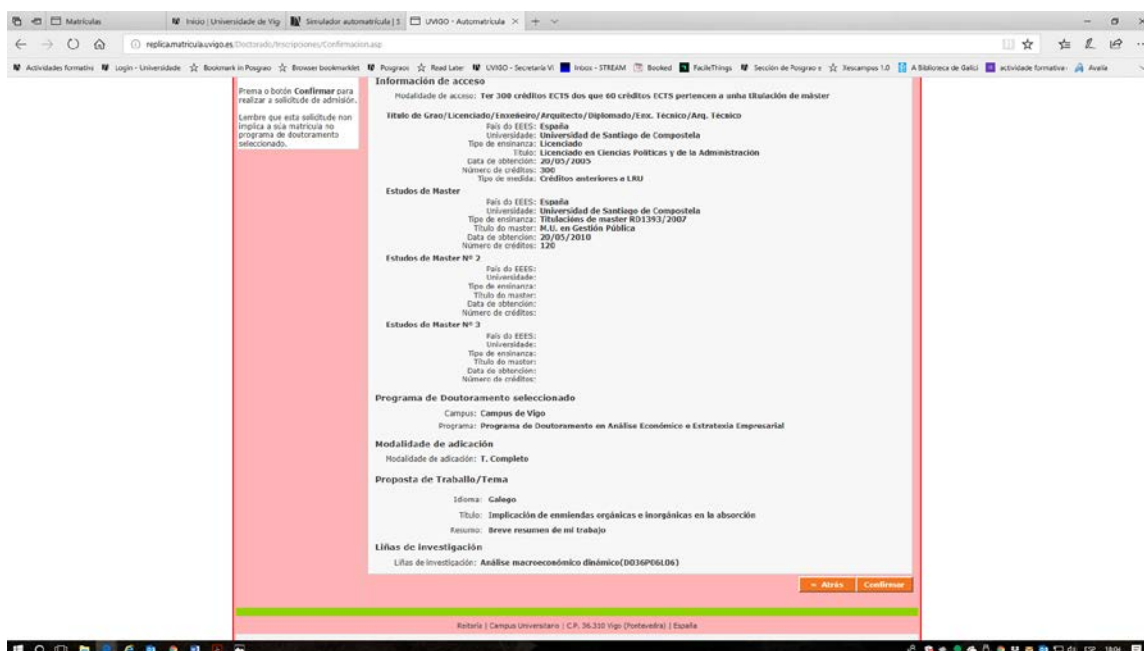 Matrículas
Inicio | Universidade de Vig
Simulador automatrícula | S
UVIGO - Automatrícula
replica.matricula.uvigo.es/Doctorado/Inscripciones/Confirmacion.asp
Actividades formativa
Login - Universidade
Bookmark in Posgrao
Browser bookmarklet
Posgraos
Read Later
UVIGO - Secretaría Vi
Inbox - STREAM
Booked
FacileThings
Sección de Posgrao e
Xescampus 1.0
A Biblioteca de Galici
actividade formativa
Avalía
Prema o botón Confirmar para
realizar a solicitude de admisión.
Lembre que esta solicitude non
implica a súa matrícula no
programa de doutoramento
seleccionado.
Información de acceso
Modalidade de acceso: Ter 300 créditos ECTS dos que 60 créditos ECTS pertencen a unha titulación de máster
Título de Grao/Licenciado/Enxeñeiro/Arquitecto/Diplomado/Enx. Técnico/Arq. Técnico
País do EEES: España
Universidade: Universidad de Santiago de Compostela
Tipo de ensinanza: Licenciado
Título: Licenciado en Ciencias Políticas y de la Administración
Data de obtención: 20/05/2005
Número de créditos: 300
Tipo de medida: Créditos anteriores a LRU
Estudos de Master
País do EEES: España
Universidade: Universidad de Santiago de Compostela
Tipo de ensinanza: Titulacións de master RD1393/2007
Título do master: M.U. en Gestión Pública
Data de obtención: 20/05/2010
Número de créditos: 120
Estudos de Master Nº 2
País do EEES:
Universidade:
Tipo de ensinanza:
Título do master:
Data de obtención:
Número de créditos:
Estudos de Master Nº 3
País do EEES:
Universidade:
Tipo de ensinanza:
Título do master:
Data de obtención:
Número de créditos:
Programa de Doutoramento seleccionado
Campus: Campus de Vigo
Programa: Programa de Doutoramento en Análise Económico e Estratexia Empresarial
Modalidade de adicación
Modalidade de adicación: T. Completo
Proposta de Traballo/Tema
Idioma: Galego
Título: Implicación de enmiendas orgánicas e inorgánicas en la absorción
Resumo: Breve resumen de mi trabajo
Liñas de investigación
Liñas de investigación: Análise macroeconómico dinámico(D036P06L06)
Atrás Confirmar
Reitoría | Campus Universitario | C.P. 36.310 Vigo (Pontevedra) | España
ESP 18:04